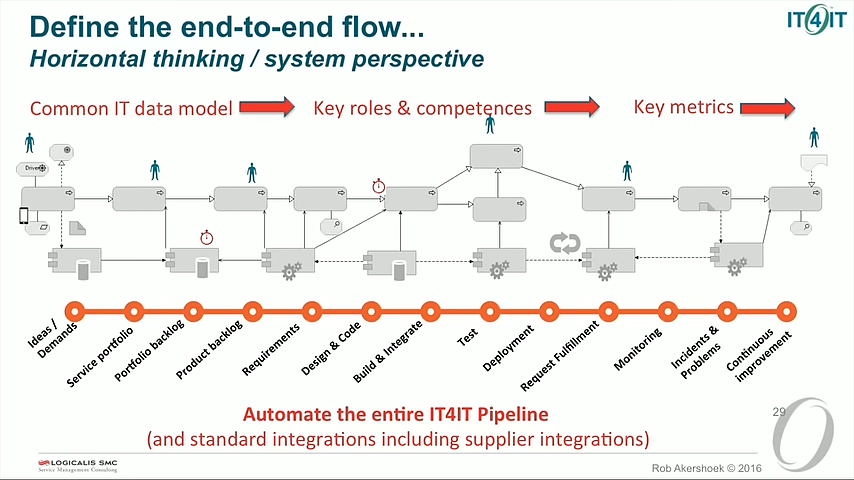 Define the end-to-end flow...
IT4IT
Horizontal thinking / system perspective
Common IT data model
Key roles & competences
Key metrics
Driver
Ideas /
Demands
Service portfolio
Portfolio backlog
Product backlog
Requirements
Design & Code
Build & Integrate
Test
Deployment
Request Fulfillment
Monitoring
Incidents &
Problems
Continuous
improvement
Automate the entire IT4IT Pipeline
(and standard integrations including supplier integrations)
29
LOGICALIS SMC
Service Management Consulting
Rob Akershoek © 2016